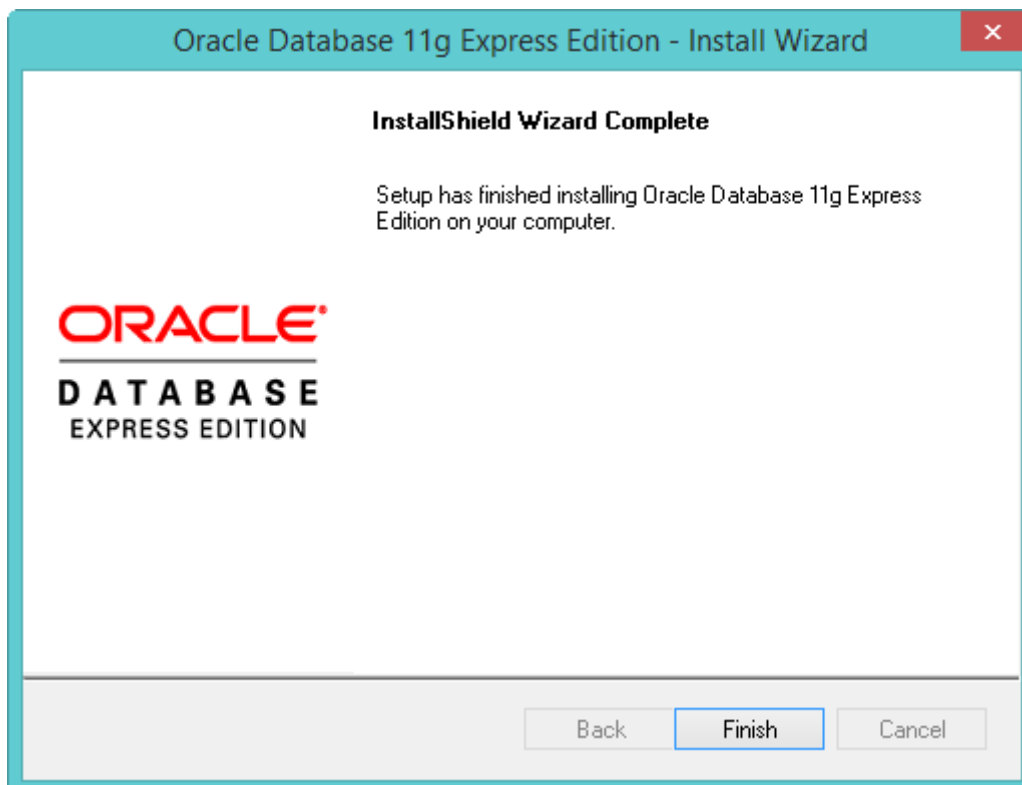 Oracle Database 11g Express Edition - Install Wizard
InstallShield Wizard Complete
Setup has finished installing Oracle Database 11g Express
Edition on your computer.
ORACLE
DATABASE
EXPRESS EDITION
Back
Finish
Cancel